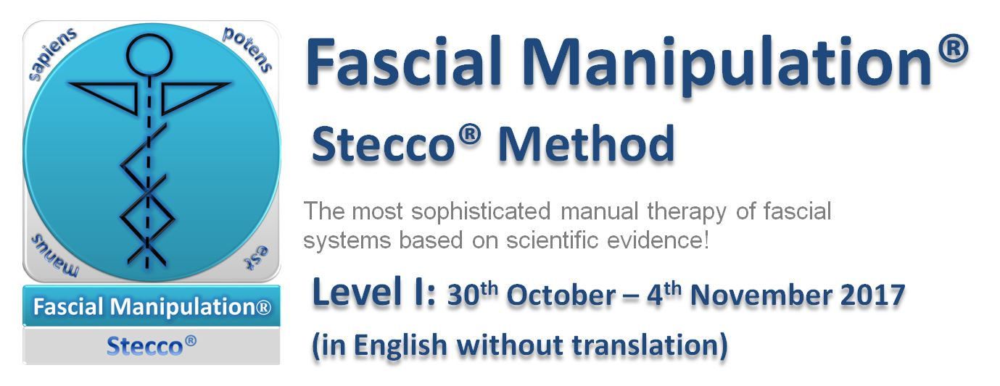 sapiens
potens
manus
est
Fascial Manipulation®
Stecco®
Fascial Manipulation®
Stecco® Method
The most sophisticated manual therapy of fascial
systems based on scientific evidence!
Level I: 30th October – 4th November 2017
(in English without translation)